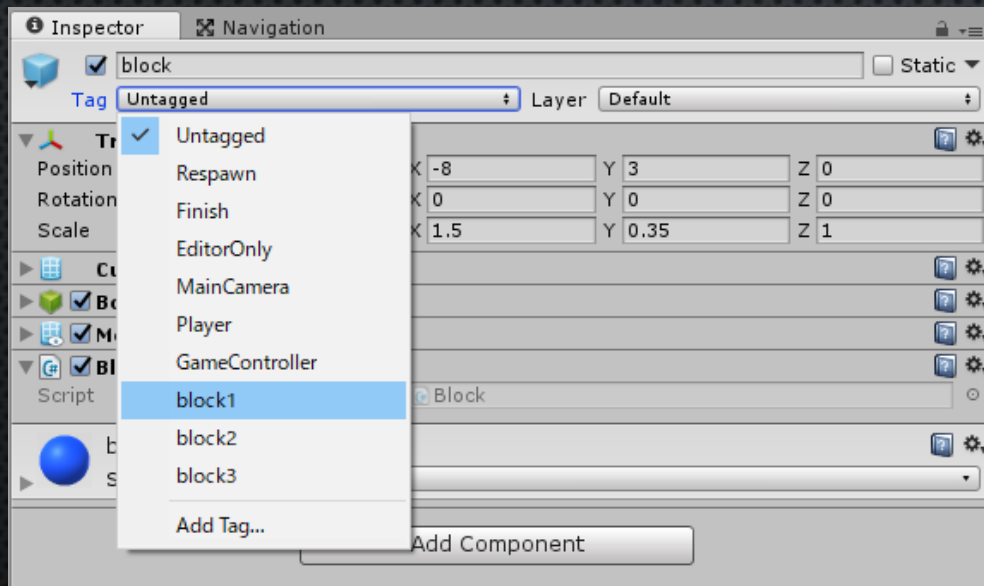 Inspector Navigation
block Static
Tag Untagged Layer Default
Untagged
Respawn
Finish
EditorOnly
MainCamera
Player
GameController
block1
block2
block3
Add Tag...
Position X -8 Y 3 Z 0
Rotation X 0 Y 0 Z 0
Scale X 1.5 Y 0.35 Z 1
Script Block
Add Component